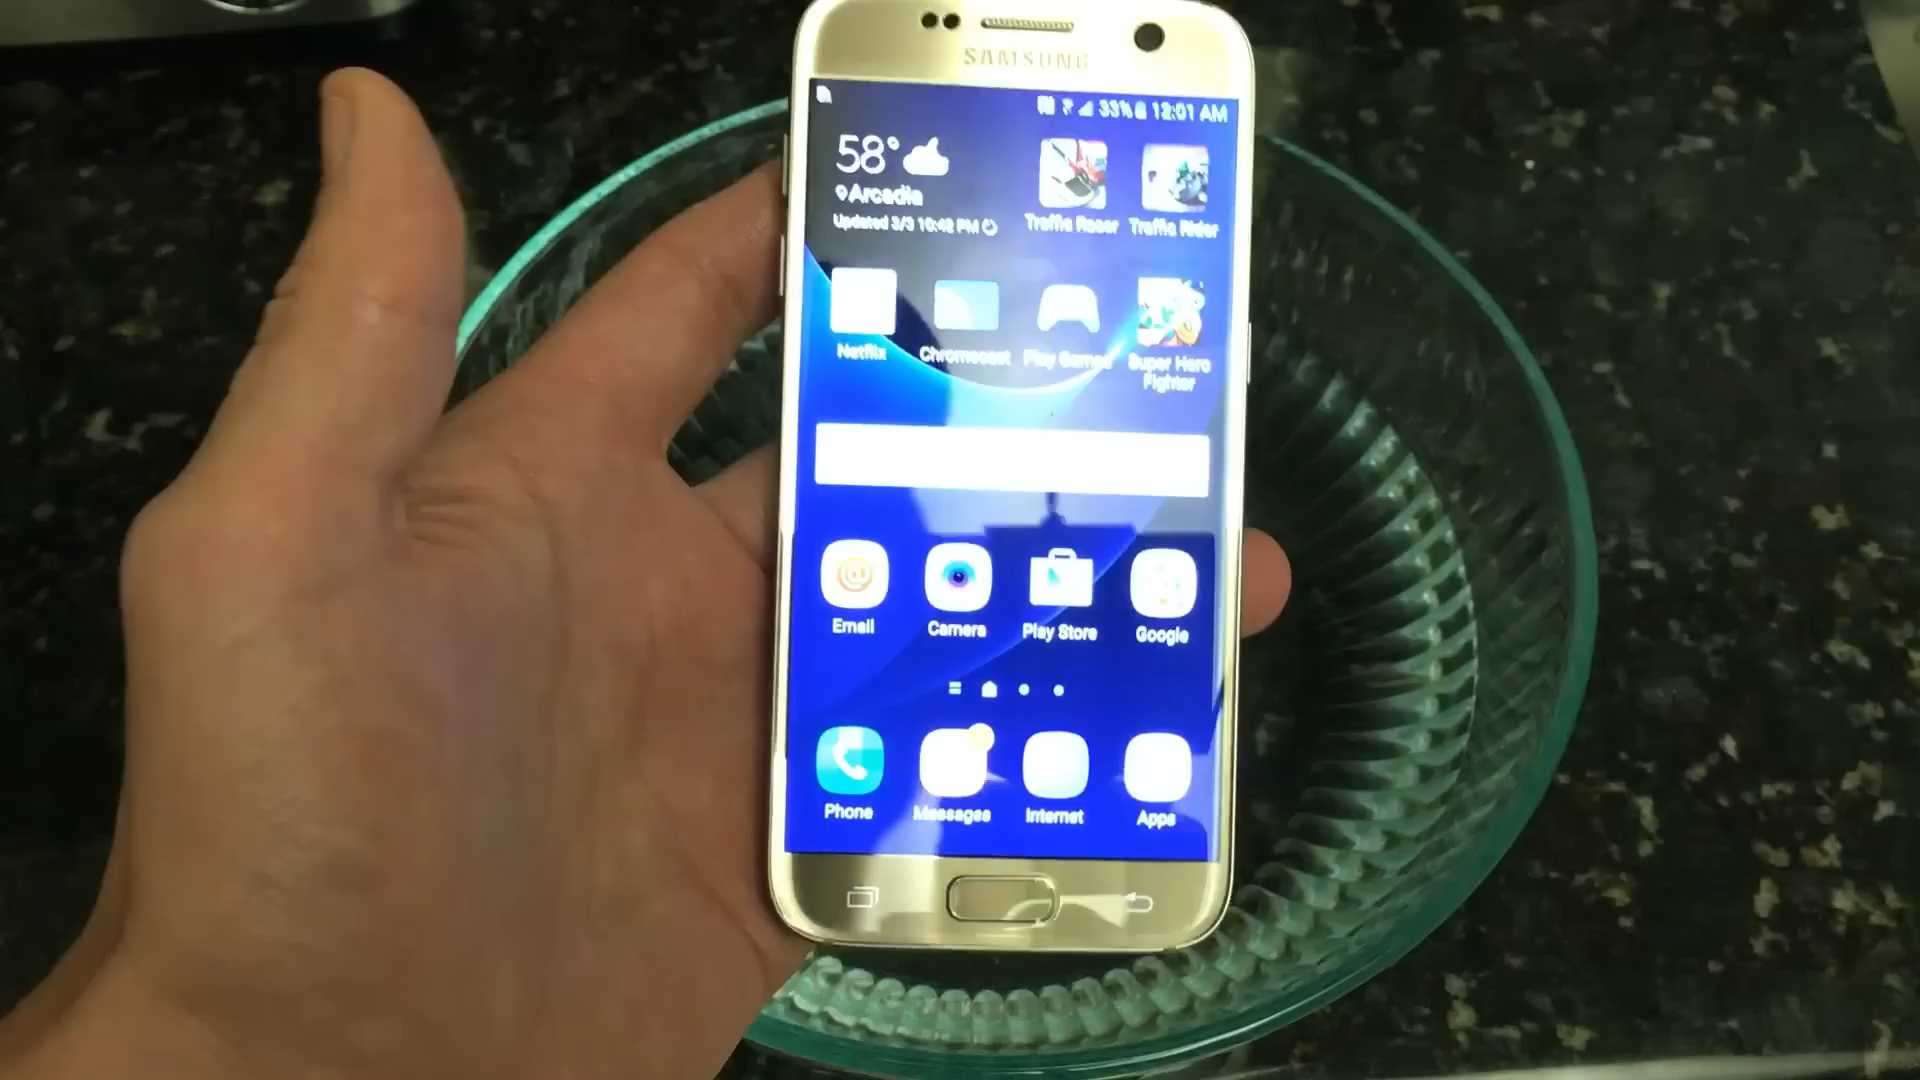 SAMSUNG
33% 12:01 AM
58°
Arcadia
Updated 3/3 10:42 PM
Traffic Racer Traffic Rider
Netflix Chromecast Play Games Super Hero
Fighter
Email Camera Play Store Google
Phone Messages Internet Apps